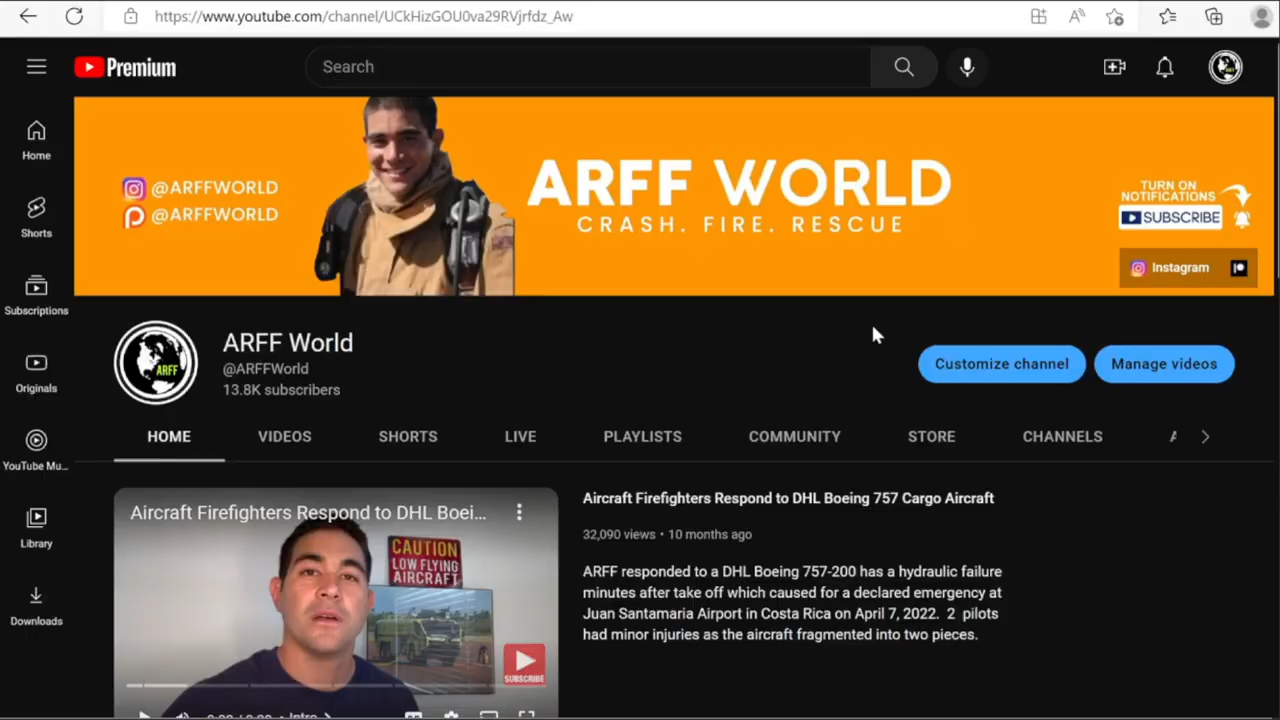 https://www.youtube.com/channel/UCkHizGOU0va29RVjrfdz_Aw
Premium
Search
Home
Shorts
Subscriptions
Originals
YouTube Mu...
Library
Downloads
@ARFFWORLD
@ARFFWORLD
ARFF WORLD
CRASH. FIRE. RESCUE
TURN ON
NOTIFICATIONS
SUBSCRIBE
Instagram
ARFF
ARFF World
@ARFFWorld
13.8K subscribers
Customize channel
Manage videos
HOME VIDEOS SHORTS LIVE PLAYLISTS COMMUNITY STORE CHANNELS
Aircraft Firefighters Respond to DHL Boei...
CAUTION
LOW FLYING
AIRCRAFT
SUBSCRIBE
Aircraft Firefighters Respond to DHL Boeing 757 Cargo Aircraft
32,090 views • 10 months ago
ARFF responded to a DHL Boeing 757-200 has a hydraulic failure
minutes after take off which caused for a declared emergency at
Juan Santamaria Airport in Costa Rica on April 7, 2022. 2 pilots
had minor injuries as the aircraft fragmented into two pieces.